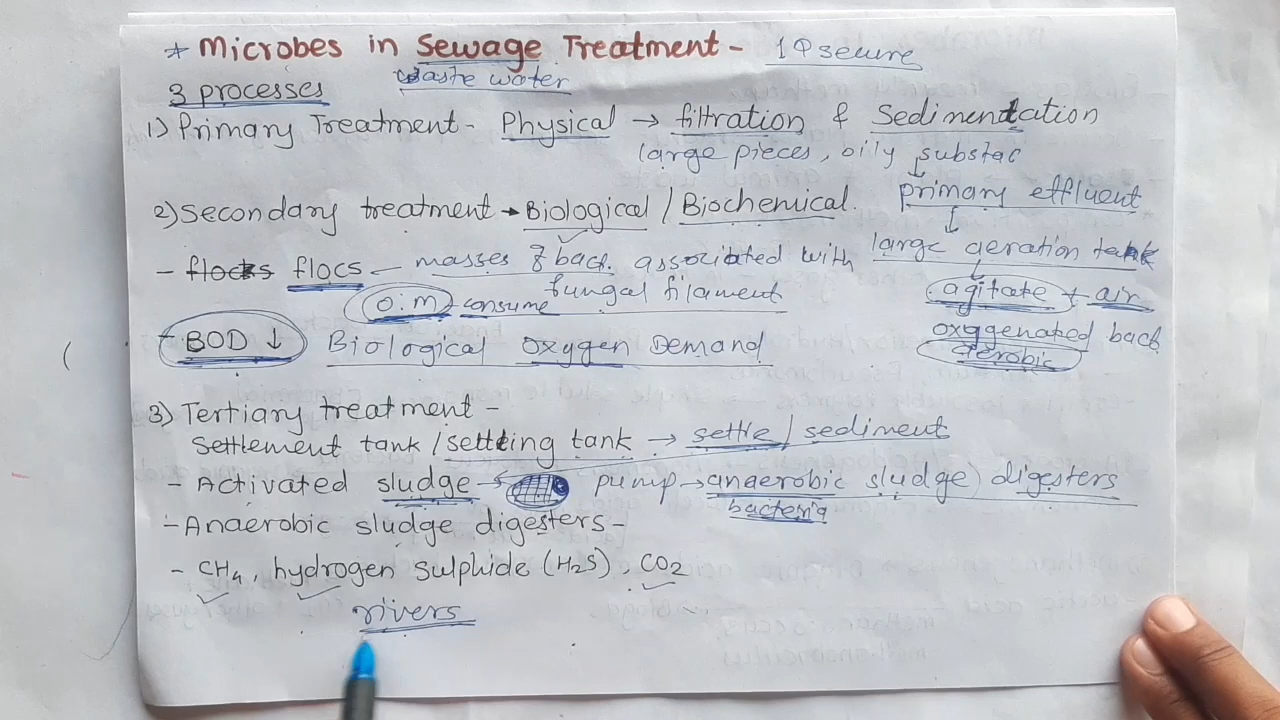 * Microbes in Sewage Treatment - 1Q secure
3 processes waste water
1) Primary Treatment - Physical → filtration & Sedimentation
large pieces, oily substac
primary effluent
2) Secondary treatment → Biological / Biochemical.
large aeration tank
- flocks flocs - masses of bact. associated with
fungal filament
O.M - consume
agitate + air
oxygenated bact
aerobic
- BOD ↓ Biological Oxygen Demand
3) Tertiary treatment -
Settlement tank / settling tank → settle / sediment
- Activated sludge → pump → anaerobic sludge) digesters
bacteria
- Anaerobic sludge digesters -
- CH4, hydrogen sulphide (H2S), CO2
rivers